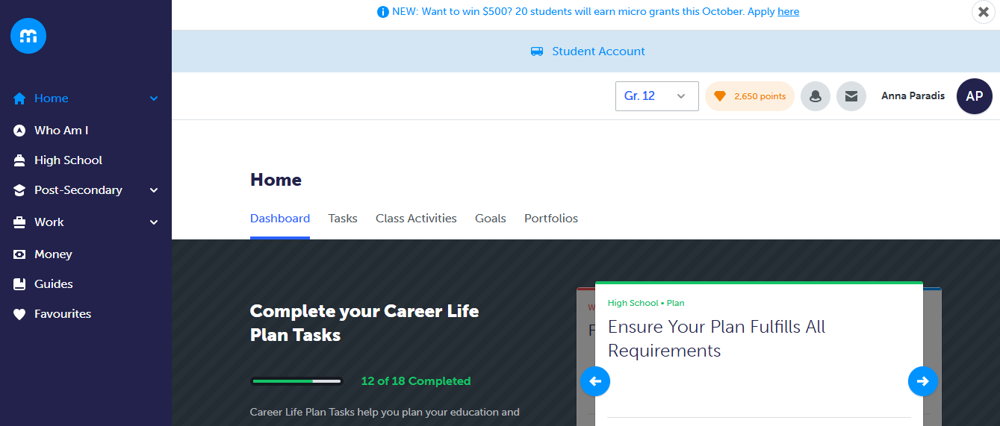 NEW: Want to win $500? 20 students will earn micro grants this October. Apply here
Student Account
Gr. 12
2,650 points
Anna Paradis
AP
m
Home
Who Am I
High School
Post-Secondary
Work
Money
Guides
Favourites
Home
Dashboard Tasks Class Activities Goals Portfolios
Complete your Career Life
Plan Tasks
12 of 18 Completed
Career Life Plan Tasks help you plan your education and
High School • Plan
Ensure Your Plan Fulfills All
Requirements